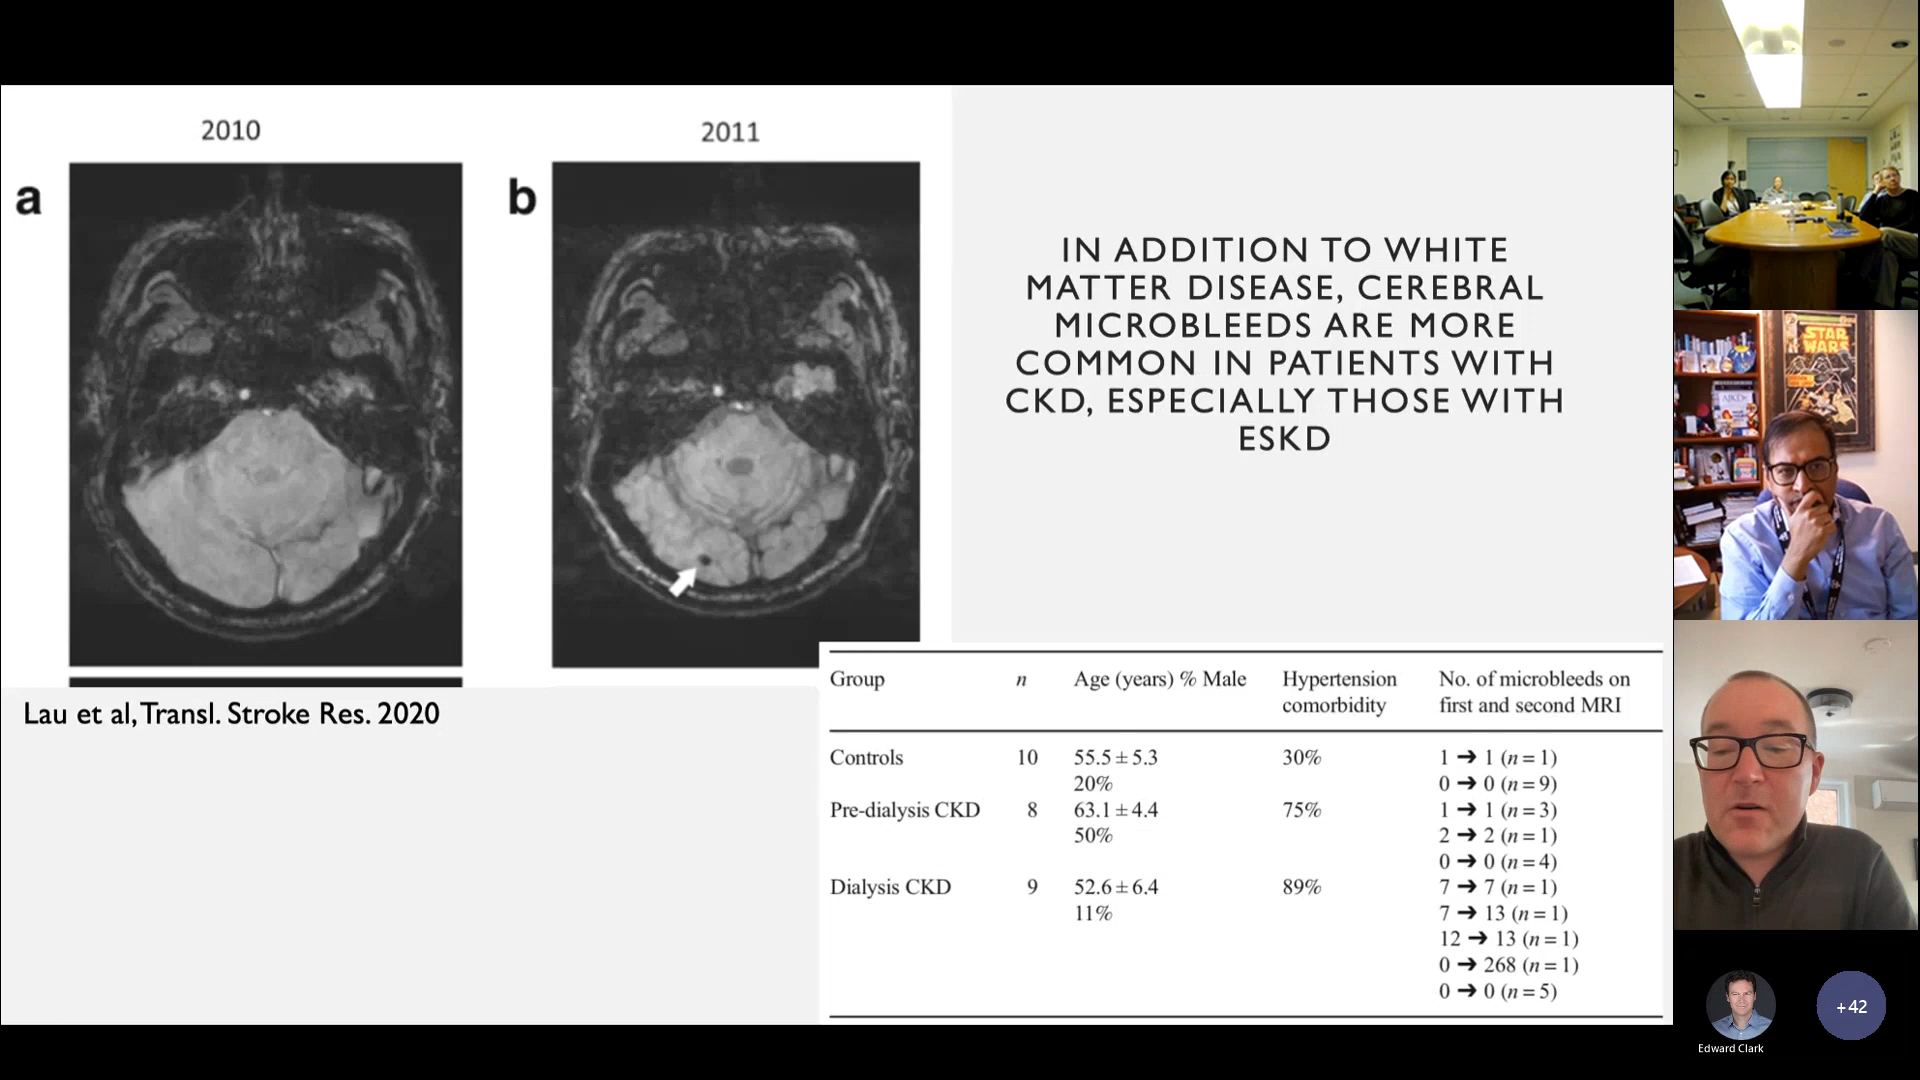 2010
2011
a
b
IN ADDITION TO WHITE
MATTER DISEASE, CEREBRAL
MICROBLEEDS ARE MORE
COMMON IN PATIENTS WITH
CKD, ESPECIALLY THOSE WITH
ESKD
Lau et al, Transl. Stroke Res. 2020
Group n Age (years) % Male Hypertension comorbidity No. of microbleeds on first and second MRI
Controls 10 55.5 ± 5.3 30% 1 ➔ 1 (n = 1)
20% 0 ➔ 0 (n = 9)
Pre-dialysis CKD 8 63.1 ± 4.4 75% 1 ➔ 1 (n = 3)
50% 2 ➔ 2 (n = 1)
0 ➔ 0 (n = 4)
Dialysis CKD 9 52.6 ± 6.4 89% 7 ➔ 7 (n = 1)
11% 7 ➔ 13 (n = 1)
12 ➔ 13 (n = 1)
0 ➔ 268 (n = 1)
0 ➔ 0 (n = 5)
STAR
WARS
AJKD
Edward Clark
+42